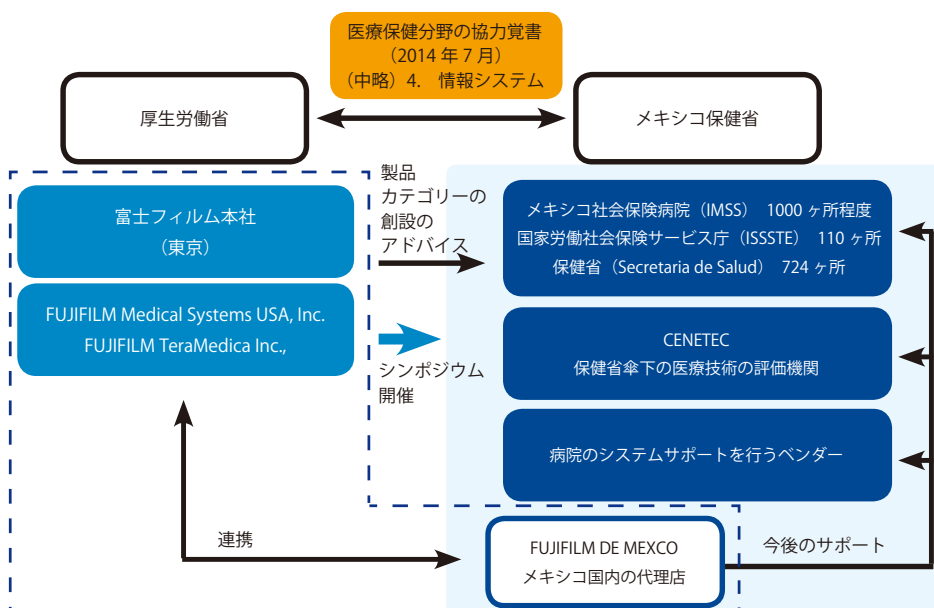 医療保健分野の協力覚書
（2014 年 7 月）
（中略）4. 情報システム
厚生労働省
メキシコ保健省
富士フィルム本社
（東京）
FUJIFILM Medical Systems USA, Inc.
FUJIFILM TeraMedica Inc.,
製品
カテゴリーの
創設の
アドバイス
シンポジウム
開催
メキシコ社会保険病院（IMSS） 1000 ヶ所程度
国家労働社会保険サービス庁（ISSSTE） 110 ヶ所
保健省（Secretaria de Salud） 724 ヶ所
CENETEC
保健省傘下の医療技術の評価機関
病院のシステムサポートを行うベンダー
連携
FUJIFILM DE MEXCO
メキシコ国内の代理店
今後のサポート